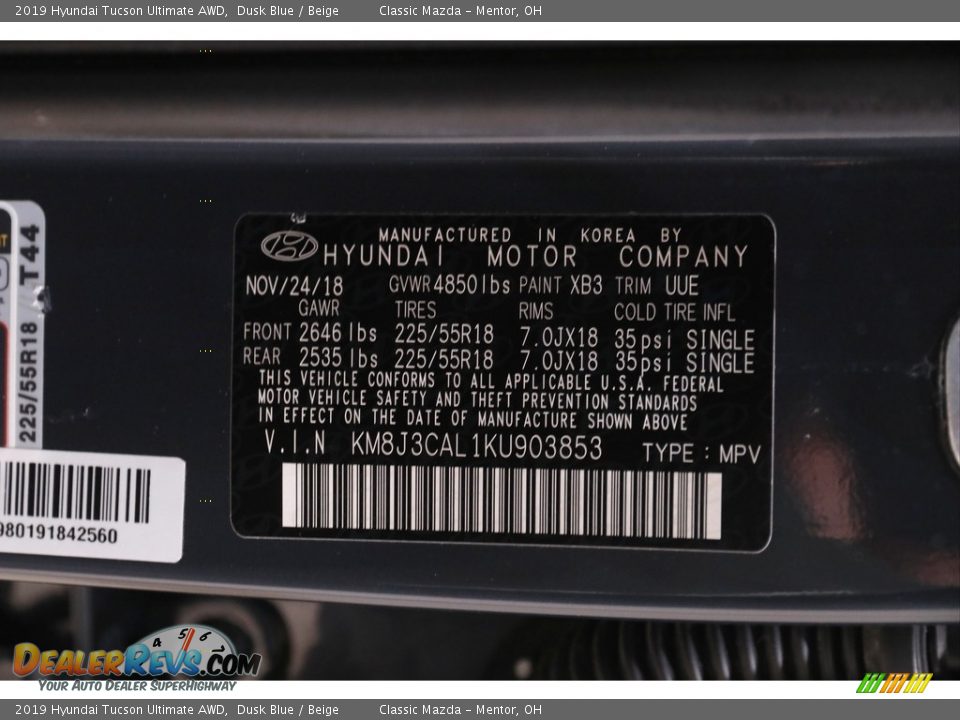 2019 Hyundai Tucson Ultimate AWD, Dusk Blue / Beige Classic Mazda - Mentor, OH
MANUFACTURED IN KOREA BY
HYUNDAI MOTOR COMPANY
NOV/24/18 GVWR 4850 lbs PAINT XB3 TRIM UUE
GAWR TIRES RIMS COLD TIRE INFL
FRONT 2646 lbs 225/55R18 7.0JX18 35psi SINGLE
REAR 2535 lbs 225/55R18 7.0JX18 35psi SINGLE
THIS VEHICLE CONFORMS TO ALL APPLICABLE U.S.A. FEDERAL
MOTOR VEHICLE SAFETY AND THEFT PREVENTION STANDARDS
IN EFFECT ON THE DATE OF MANUFACTURE SHOWN ABOVE
V.I.N KM8J3CAL1KU903853 TYPE : MPV
225/55R18 T44
980191842560
4 5 6
DEALERREVS.COM
YOUR AUTO DEALER SUPERHIGHWAY
2019 Hyundai Tucson Ultimate AWD, Dusk Blue / Beige Classic Mazda - Mentor, OH